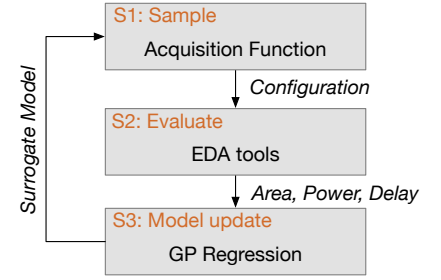 S1: Sample
Acquisition Function
Configuration
S2: Evaluate
EDA tools
Area, Power, Delay
S3: Model update
GP Regression
Surrogate Model